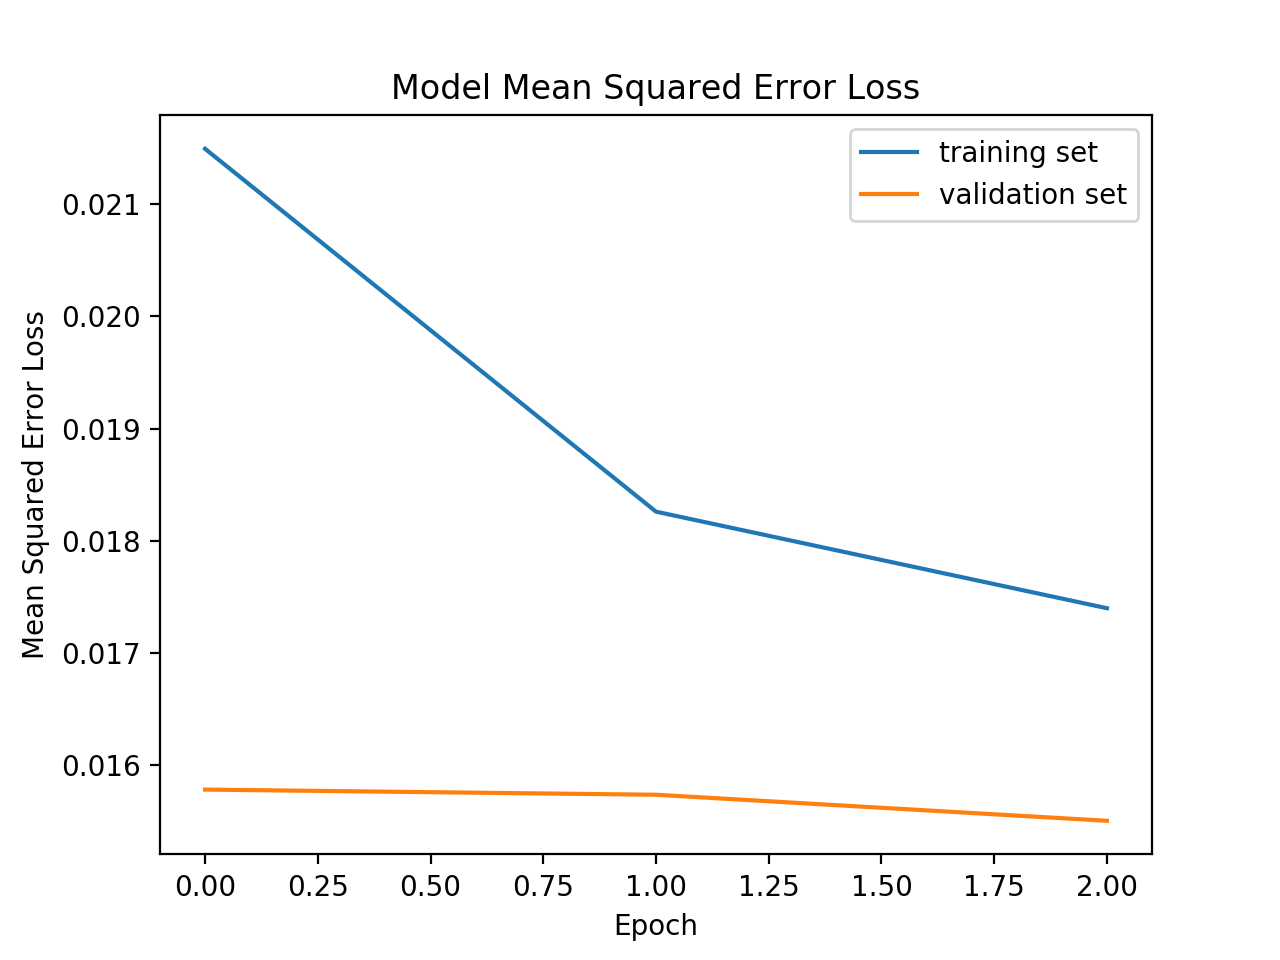 Model Mean Squared Error Loss
training set
validation set
Mean Squared Error Loss
0.021
0.020
0.019
0.018
0.017
0.016
0.00 0.25 0.50 0.75 1.00 1.25 1.50 1.75 2.00
Epoch